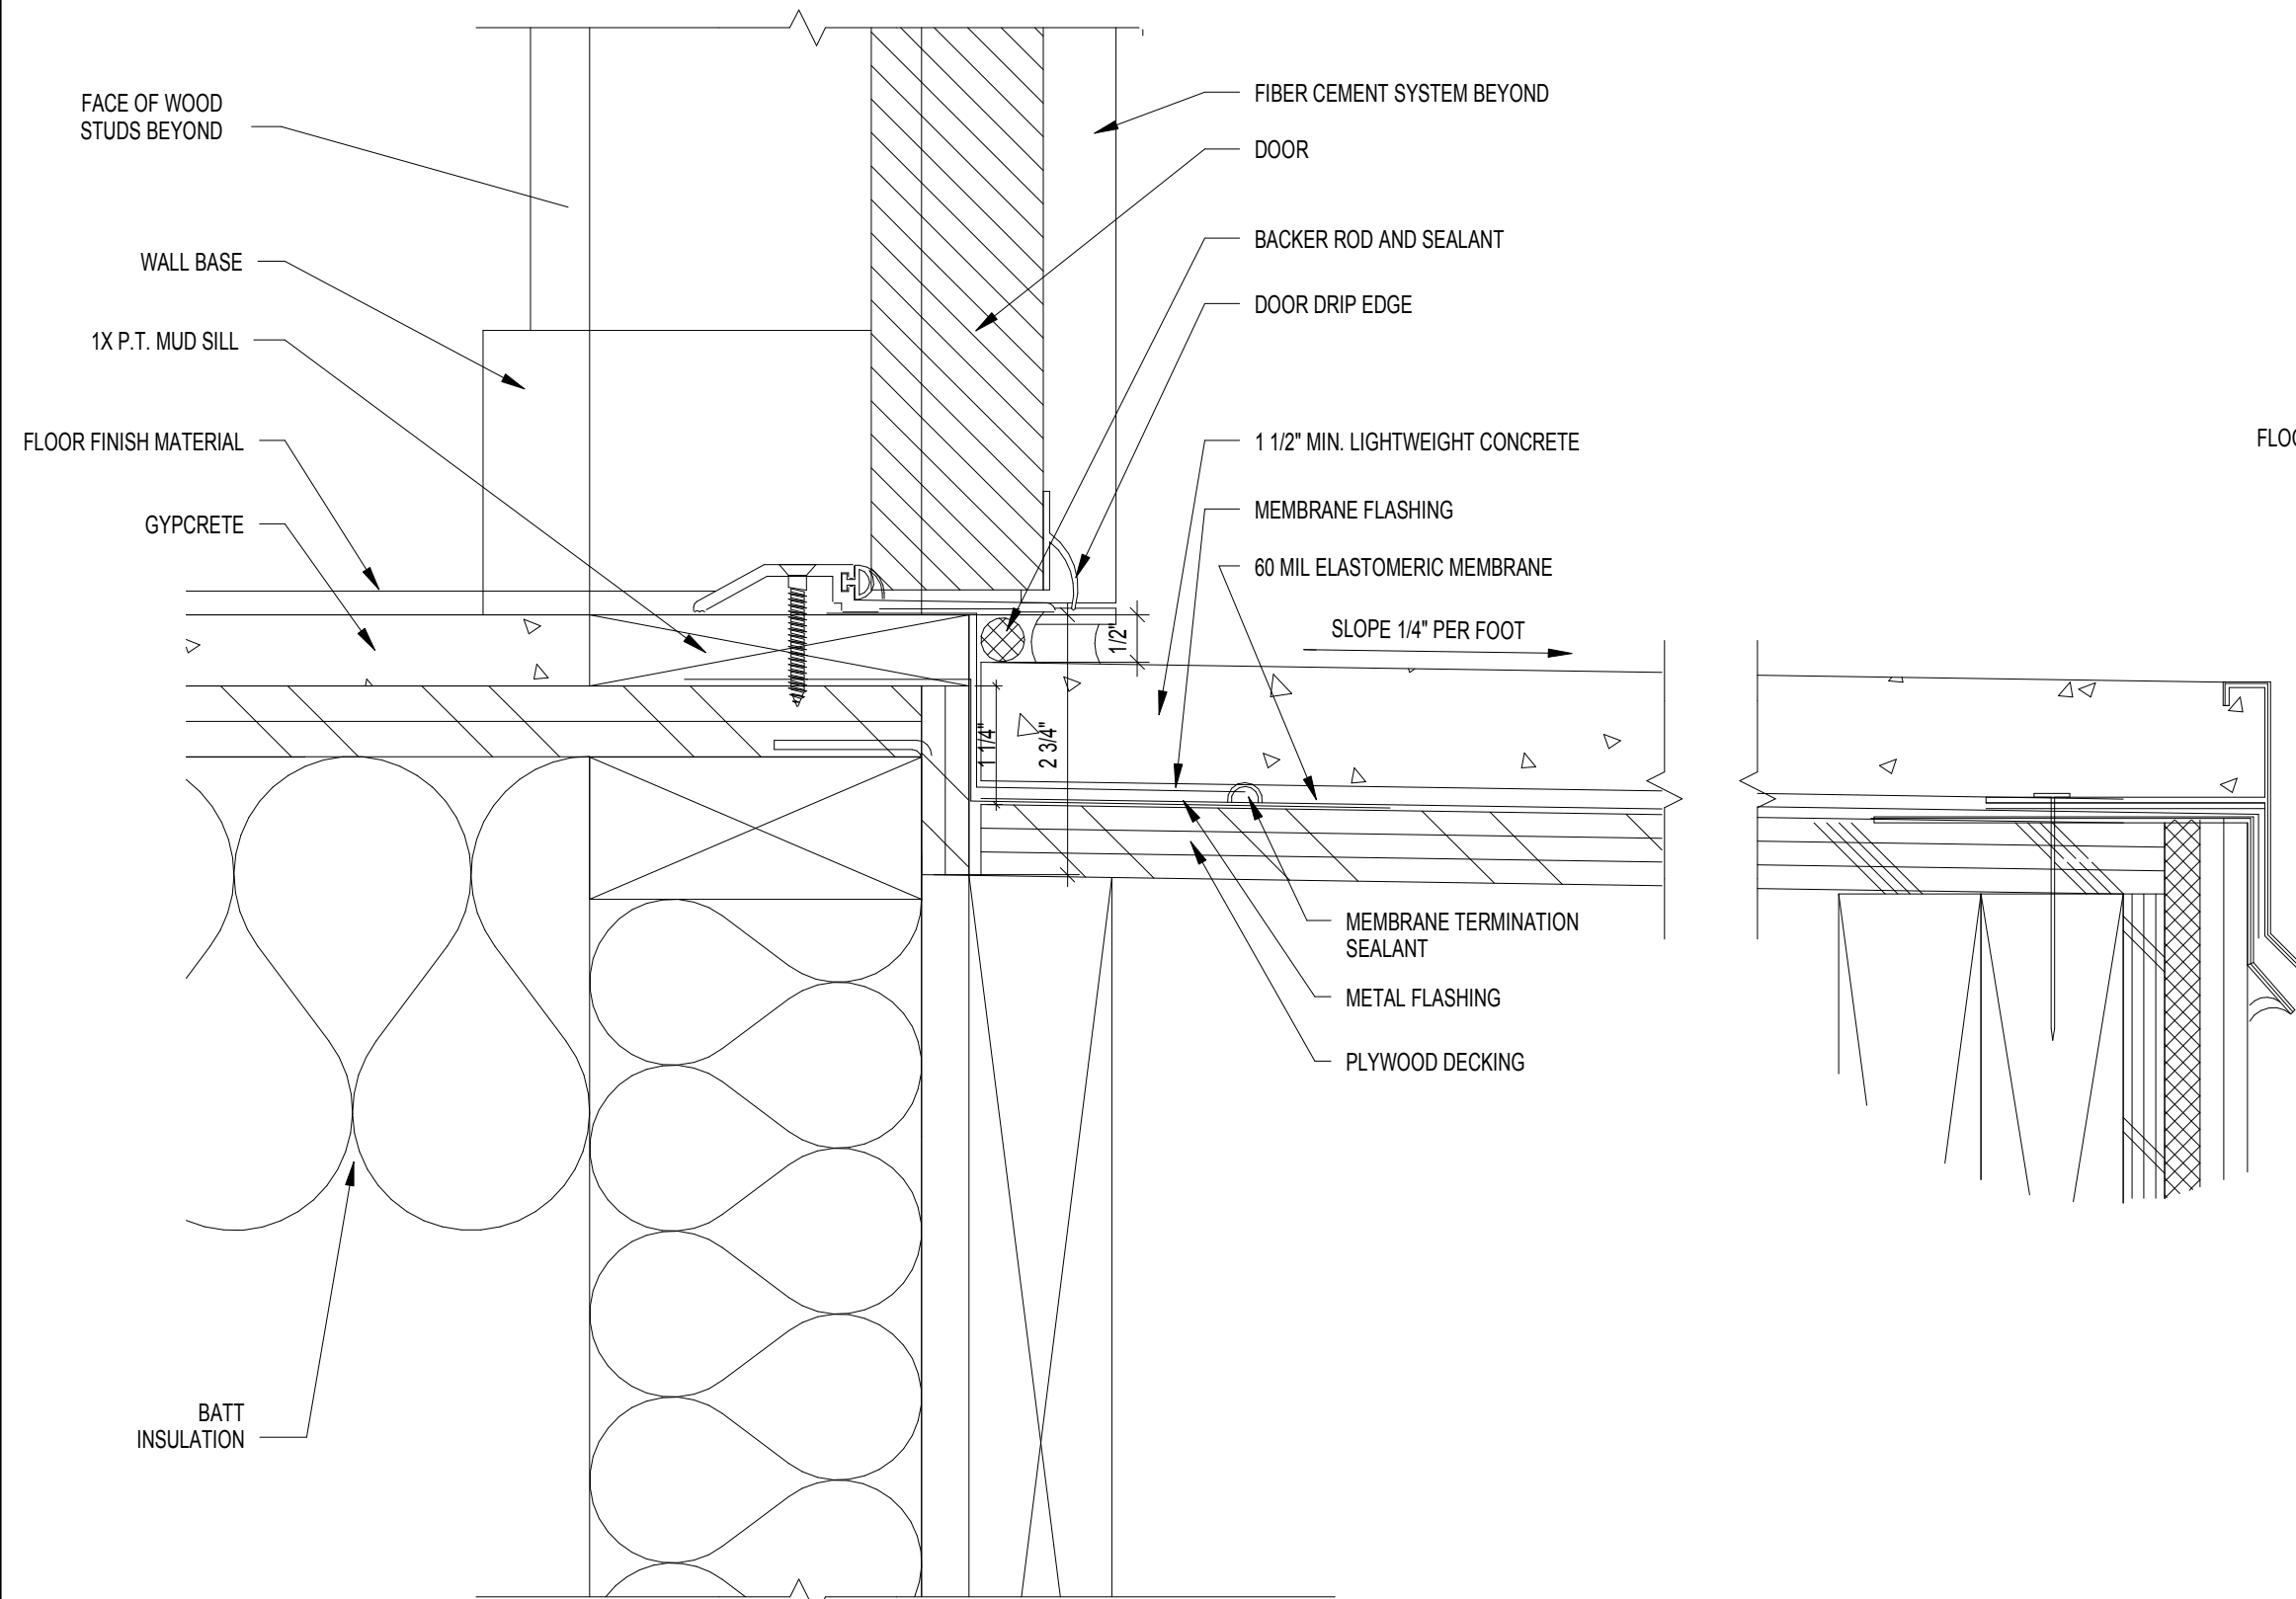 FACE OF WOOD
STUDS BEYOND
WALL BASE
1X P.T. MUD SILL
FLOOR FINISH MATERIAL
GYPCRETE
BATT
INSULATION
FIBER CEMENT SYSTEM BEYOND
DOOR
BACKER ROD AND SEALANT
DOOR DRIP EDGE
1 1/2" MIN. LIGHTWEIGHT CONCRETE
MEMBRANE FLASHING
60 MIL ELASTOMERIC MEMBRANE
SLOPE 1/4" PER FOOT
1/2"
1 1/4"
2 3/4"
MEMBRANE TERMINATION
SEALANT
METAL FLASHING
PLYWOOD DECKING